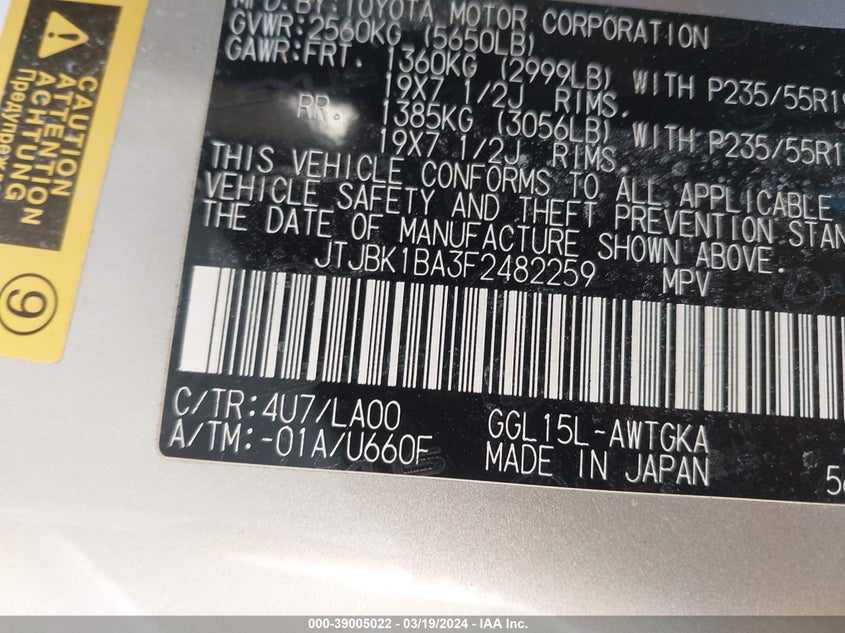 MFD. BY: TOYOTA MOTOR CORPORATION
GVWR: 2560KG (5650LB)
GAWR: FRT. 1360KG (2999LB) WITH P235/55R19
19X7 1/2J RIMS.
RR. 1385KG (3056LB) WITH P235/55R1
19X7 1/2J RIMS.
THIS VEHICLE CONFORMS TO ALL APPLICABLE
VEHICLE SAFETY AND THEFT PREVENTION STAN
THE DATE OF MANUFACTURE SHOWN
JTJBK1BA3F2482259 MPV
C/TR:4U7/LA00 GGL15L-AWTGKA
A/TM:-01A/U660F MADE IN JAPAN
CAUTION
ATTENTION
ACHTUNG
9
000-39005022 - 03/19/2024 - IAA Inc.